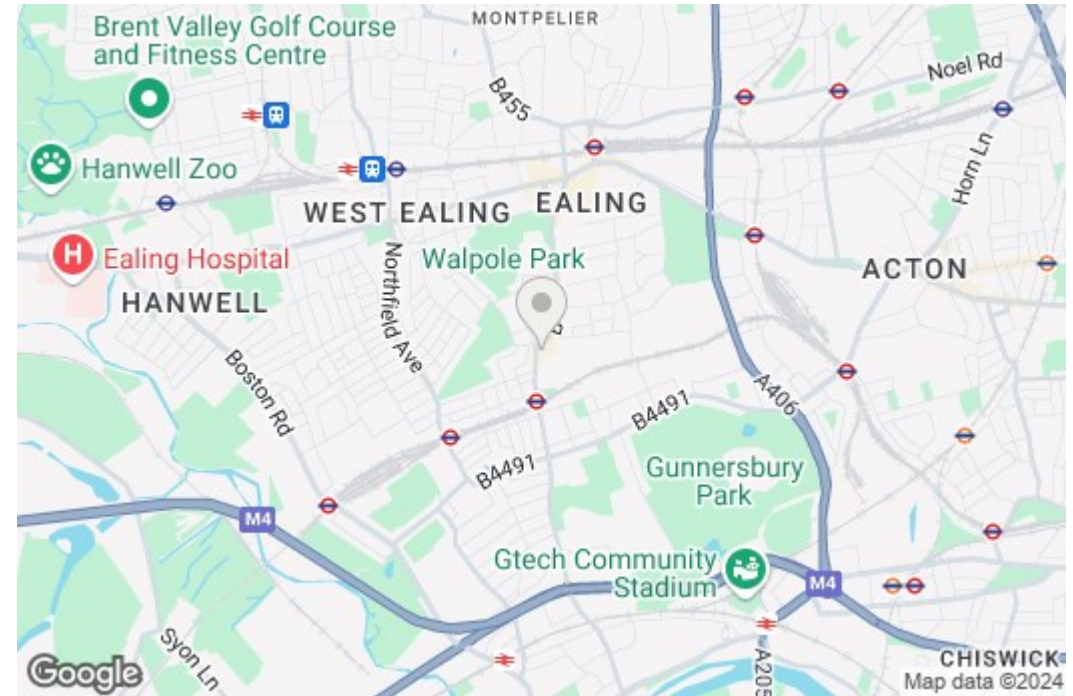 MONTPELIER
Brent Valley Golf Course
and Fitness Centre
Noel Rd
B455
Horn Ln
Hanwell Zoo
WEST EALING
EALING
Ealing Hospital
Walpole Park
ACTON
HANWELL
Northfield Ave
Boston Rd
A406
B4491
B4491
Gunnersbury
Park
M4
Gtech Community
Stadium
M4
Syon Ln
A205
CHISWICK
Google
Map data ©2024